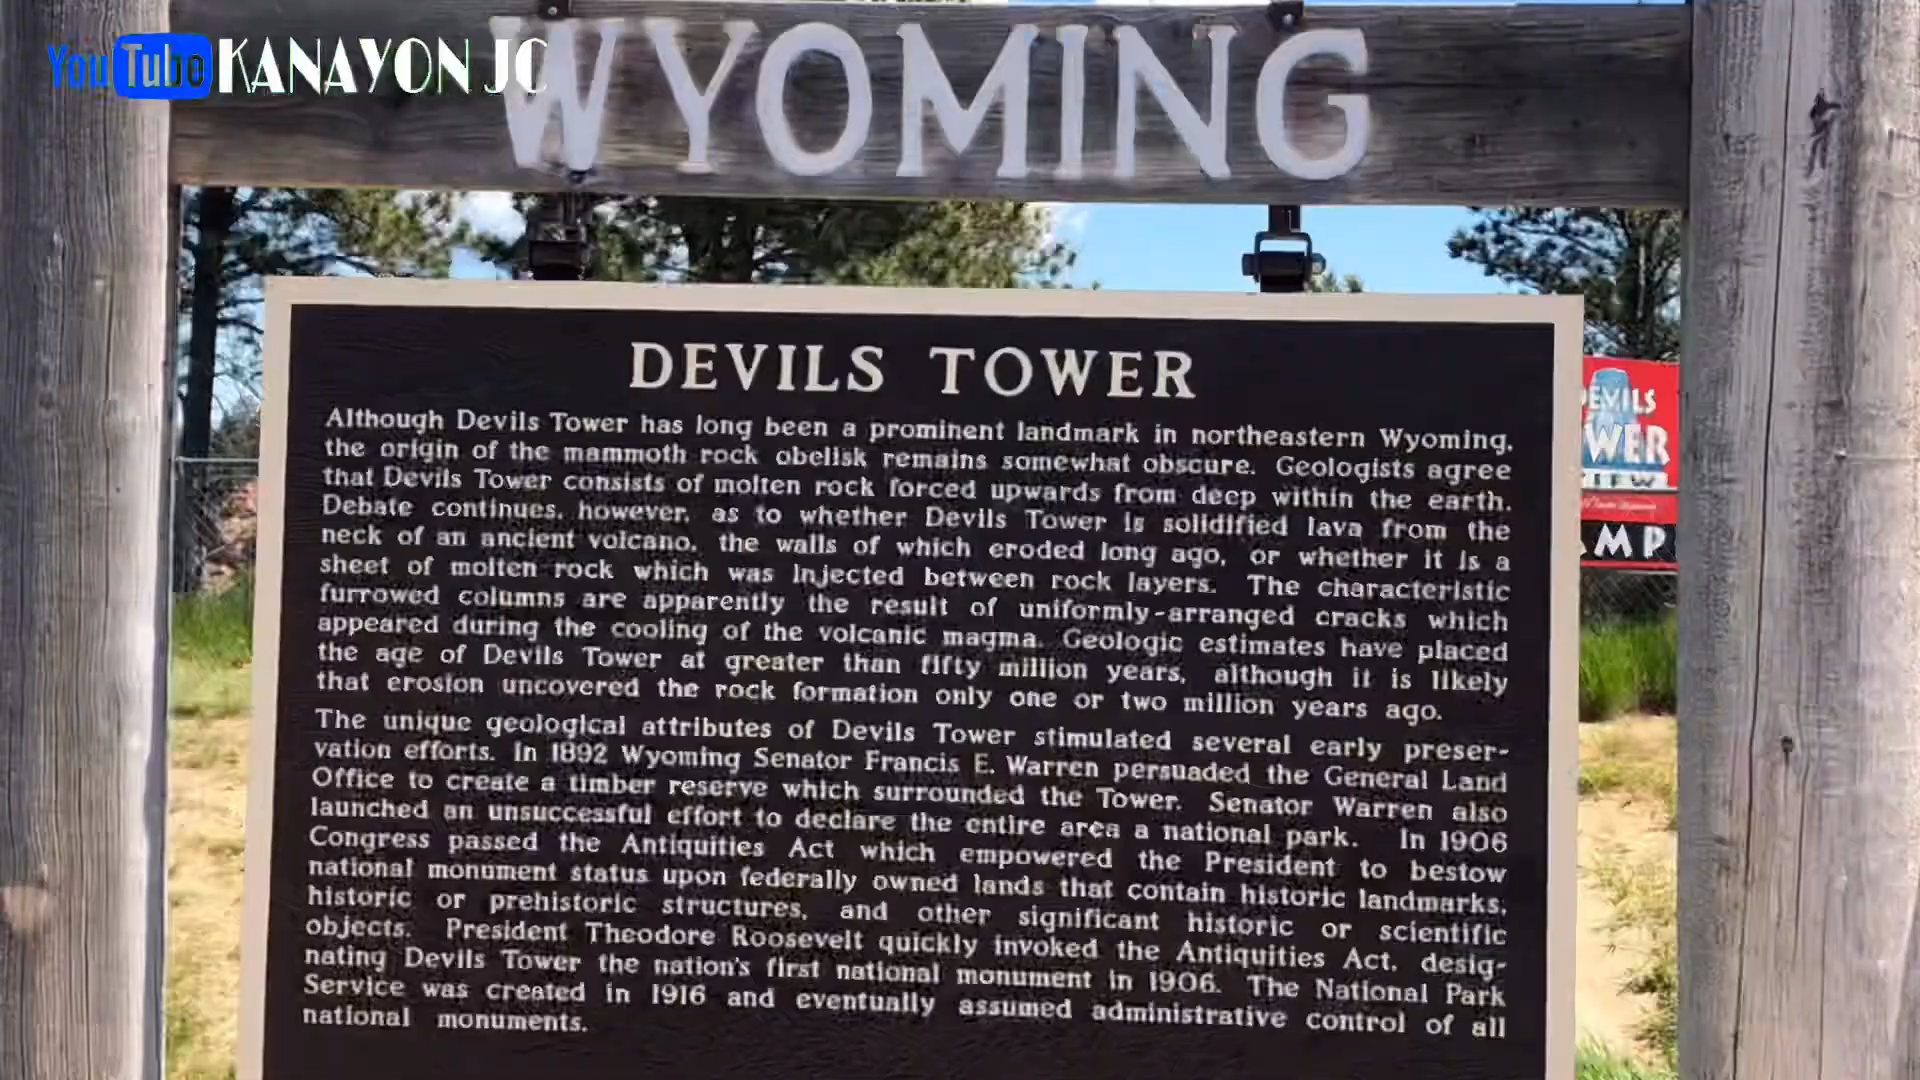 YouTube KANAYON JC
WYOMING
DEVILS TOWER
Although Devils Tower has long been a prominent landmark in northeastern Wyoming,
the origin of the mammoth rock obelisk remains somewhat obscure. Geologists agree
that Devils Tower consists of molten rock forced upwards from deep within the earth.
Debate continues, however, as to whether Devils Tower is solidified lava from the
neck of an ancient volcano, the walls of which eroded long ago, or whether it is a
sheet of molten rock which was injected between rock layers. The characteristic
furrowed columns are apparently the result of uniformly-arranged cracks which
appeared during the cooling of the volcanic magma. Geologic estimates have placed
the age of Devils Tower at greater than fifty million years, although it is likely
that erosion uncovered the rock formation only one or two million years ago.
The unique geological attributes of Devils Tower stimulated several early preser-
vation efforts. In 1892 Wyoming Senator Francis E. Warren persuaded the General Land
Office to create a timber reserve which surrounded the Tower. Senator Warren also
launched an unsuccessful effort to declare the entire area a national park. In 1906
Congress passed the Antiquities Act which empowered the President to bestow
national monument status upon federally owned lands that contain historic landmarks,
historic or prehistoric structures, and other significant historic or scientific
objects. President Theodore Roosevelt quickly invoked the Antiquities Act, desig-
nating Devils Tower the nation's first national monument in 1906. The National Park
Service was created in 1916 and eventually assumed administrative control of all
national monuments.
EVILS
WER
MP